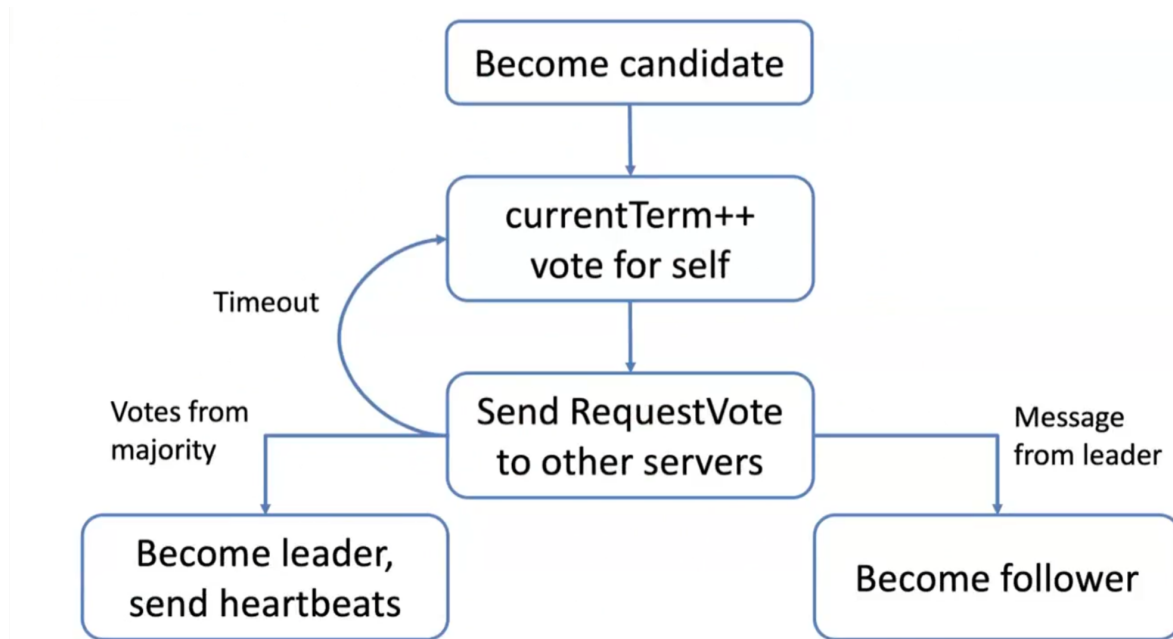 Become candidate
currentTerm++
vote for self
Timeout
Send RequestVote
to other servers
Votes from
majority
Message
from leader
Become leader,
send heartbeats
Become follower